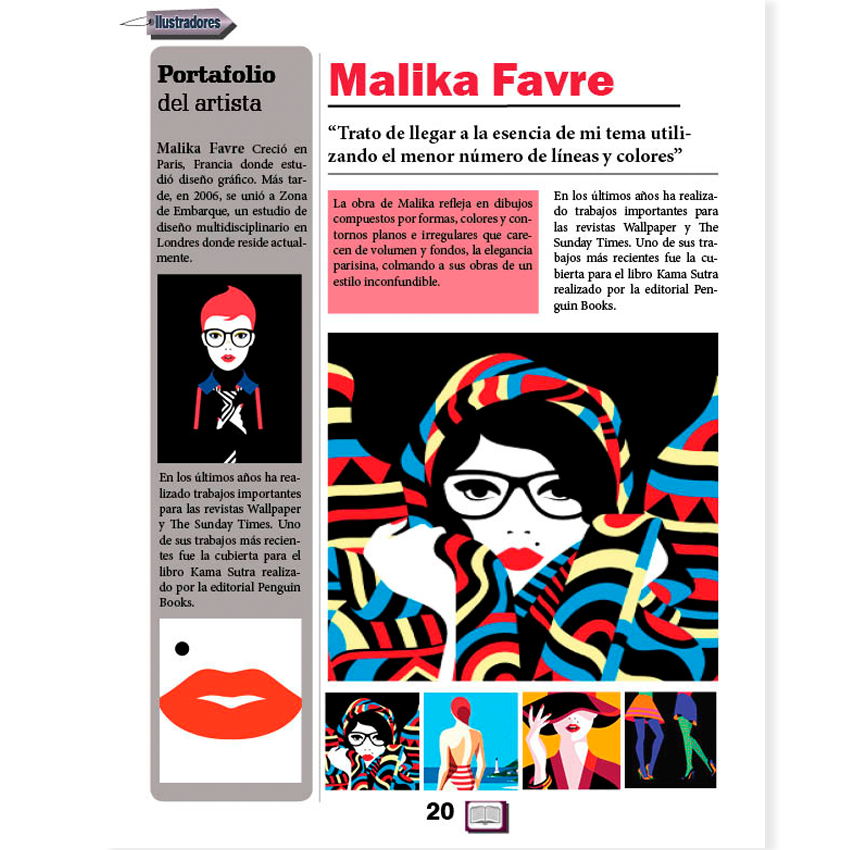 Ilustradores
Portafolio
del artista
Malika Favre Creció en
Paris, Francia donde estu-
dió diseño gráfico. Más tar-
de, en 2006, se unió a Zona
de Embarque, un estudio de
diseño multidisciplinario en
Londres donde reside actual-
mente.
En los últimos años ha rea-
lizado trabajos importantes
para las revistas Wallpaper
y The Sunday Times. Uno
de sus trabajos más recien-
tes fue la cubierta para el
libro Kama Sutra realiza-
do por la editorial Penguin
Books.
Malika Favre
“Trato de llegar a la esencia de mi tema utili-
zando el menor número de líneas y colores”
La obra de Malika refleja en dibujos
compuestos por formas, colores y con-
tornos planos e irregulares que care-
cen de volumen y fondos, la elegancia
parisina, colmando a sus obras de un
estilo inconfundible.
En los últimos años ha realiza-
do trabajos importantes para
las revistas Wallpaper y The
Sunday Times. Uno de sus tra-
bajos más recientes fue la cu-
bierta para el libro Kama Sutra
realizado por la editorial Pen-
guin Books.
20